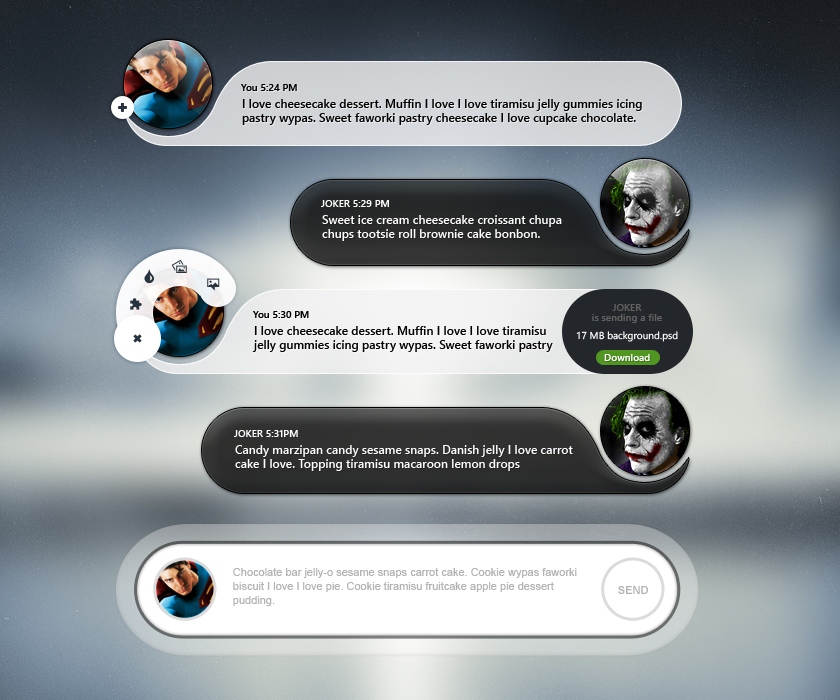 You 5:24 PM
I love cheesecake dessert. Muffin I love I love tiramisu jelly gummies icing
pastry wypas. Sweet faworki pastry cheesecake I love cupcake chocolate.
JOKER 5:29 PM
Sweet ice cream cheesecake croissant chupa
chups tootsie roll brownie cake bonbon.
You 5:30 PM
I love cheesecake dessert. Muffin I love I love tiramisu
jelly gummies icing pastry wypas. Sweet faworki pastry
JOKER
is sending a file
17 MB background.psd
Download
JOKER 5:31PM
Candy marzipan candy sesame snaps. Danish jelly I love carrot
cake I love. Topping tiramisu macaroon lemon drops
Chocolate bar jelly-o sesame snaps carrot cake. Cookie wypas faworki
biscuit I love I love pie. Cookie tiramisu fruitcake apple pie dessert
pudding.
SEND